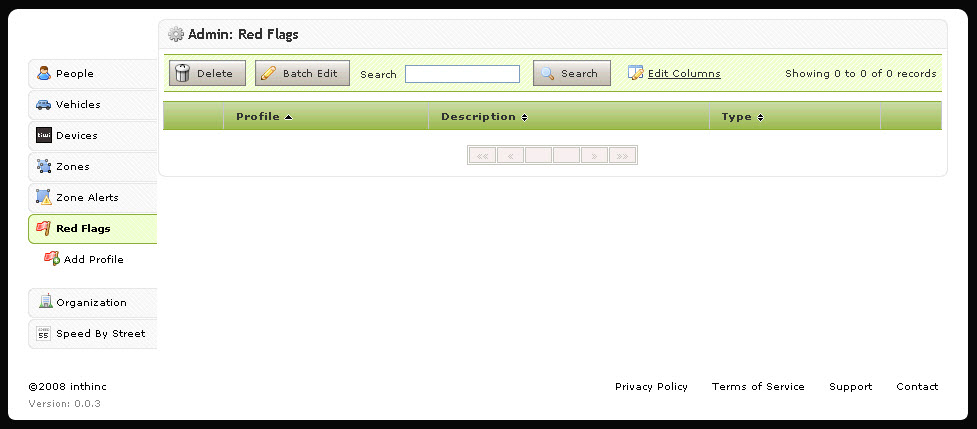 Admin: Red Flags
Delete
Batch Edit
Search
Search
Edit Columns
Showing 0 to 0 of 0 records
Profile
Description
Type
«« « » »»
People
Vehicles
tiwi
Devices
Zones
Zone Alerts
Red Flags
Add Profile
Organization
55
Speed By Street
©2008 inthinc
Version: 0.0.3
Privacy Policy
Terms of Service
Support
Contact